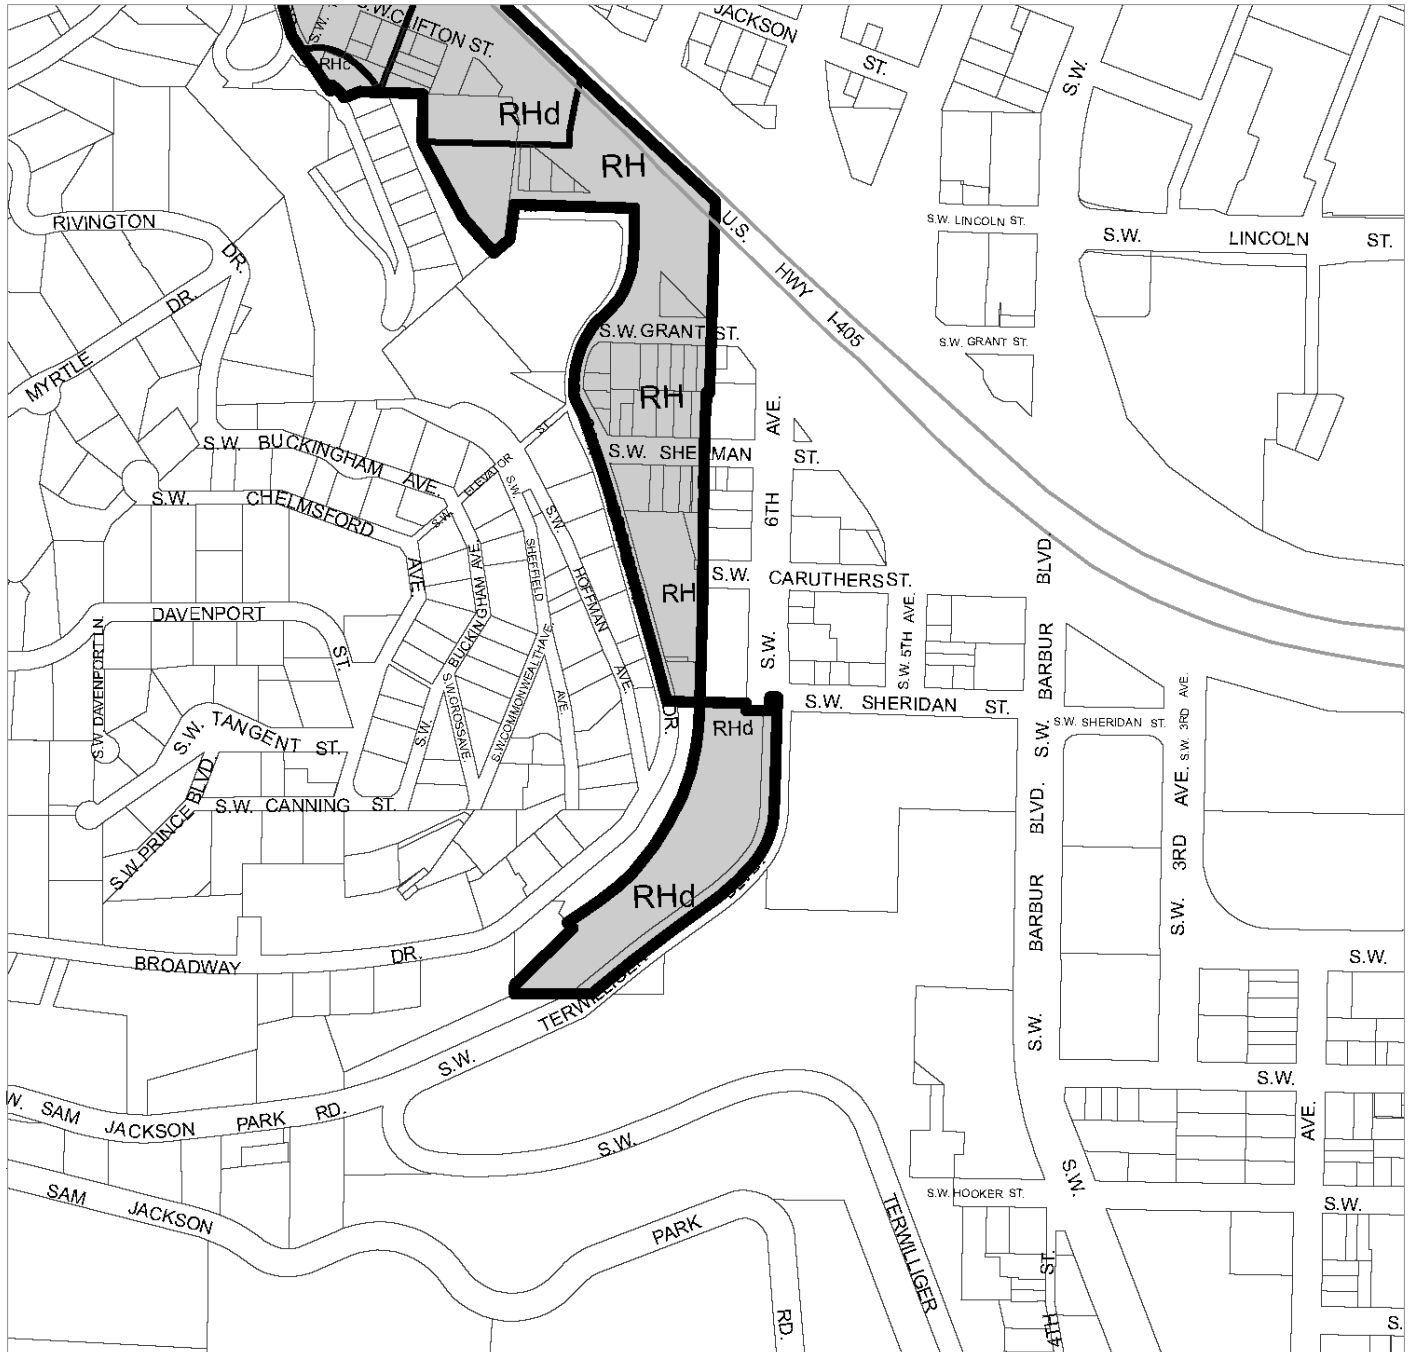 S.W.
S.W. CLIFTON ST.
JACKSON
ST.
S.W.
RHd
RH
RIVINGTON
DR.
DR.
MYRTLE
U.S.
HWY
I-405
S.W. LINCOLN ST.
S.W. LINCOLN ST.
S.W. GRANT ST.
S.W. GRANT ST.
RH
AVE.
6TH
S.W. SHERMAN ST.
S.W. BUCKINGHAM AVE.
S.W. ELEVATOR ST.
S.W. CHELMSFORD
AVE.
S.W.
SHEFFIELD
AVE.
S.W.
HOFFMAN
AVE.
BUCKINGHAM AVE.
S.W.
S.W. CROSS AVE.
S.W. COMMONWEALTH AVE.
DAVENPORT
ST.
S.W. DAVENPORT LN.
RH
S.W. CARUTHERS ST.
S.W.
S.W. 5TH AVE.
BLVD.
BARBUR
S.W.
S.W. SHERIDAN ST.
S.W. SHERIDAN ST.
S.W. 3RD AVE.
S.W. TANGENT ST.
S.W. PRINCE BLVD.
S.W. CANNING ST.
DR.
RHd
BLVD.
BARBUR
S.W.
AVE.
3RD
S.W.
RHd
BROADWAY
DR.
TERWILLIGER
S.W.
S.W.
S.W.
W. SAM
JACKSON
PARK
RD.
S.W.
AVE.
SAM
JACKSON
PARK
RD.
TERWILLIGER
S.W. HOOKER ST.
S.W.
S.W.
ST.
4TH
S.